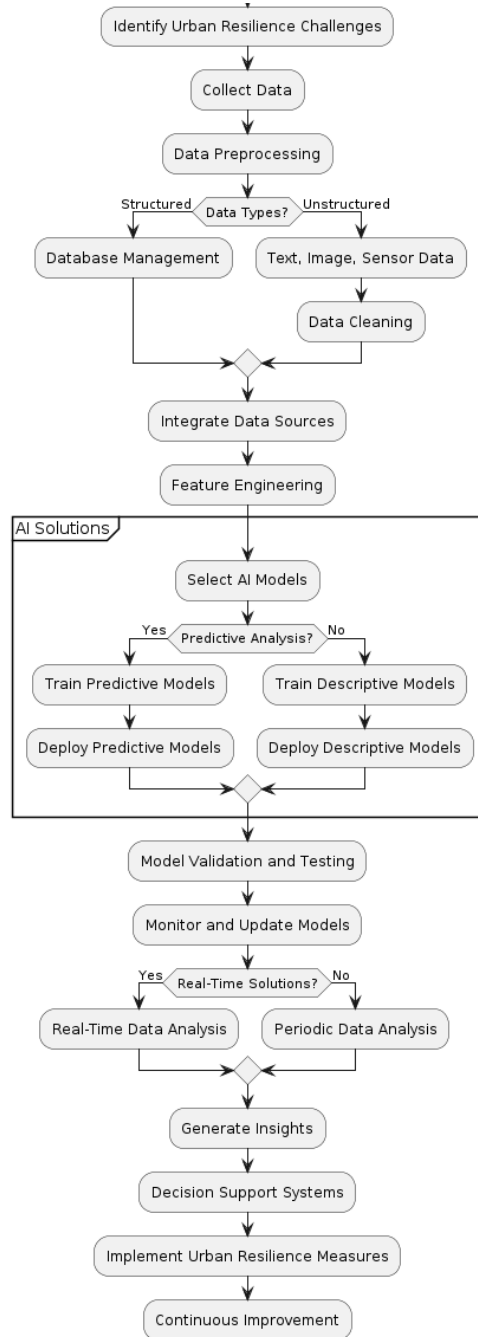 Identify Urban Resilience Challenges
Collect Data
Data Preprocessing
Structured
Data Types?
Unstructured
Database Management
Text, Image, Sensor Data
Data Cleaning
Integrate Data Sources
Feature Engineering
AI Solutions
Select AI Models
Yes
Predictive Analysis?
No
Train Predictive Models
Train Descriptive Models
Deploy Predictive Models
Deploy Descriptive Models
Model Validation and Testing
Monitor and Update Models
Yes
Real-Time Solutions?
No
Real-Time Data Analysis
Periodic Data Analysis
Generate Insights
Decision Support Systems
Implement Urban Resilience Measures
Continuous Improvement